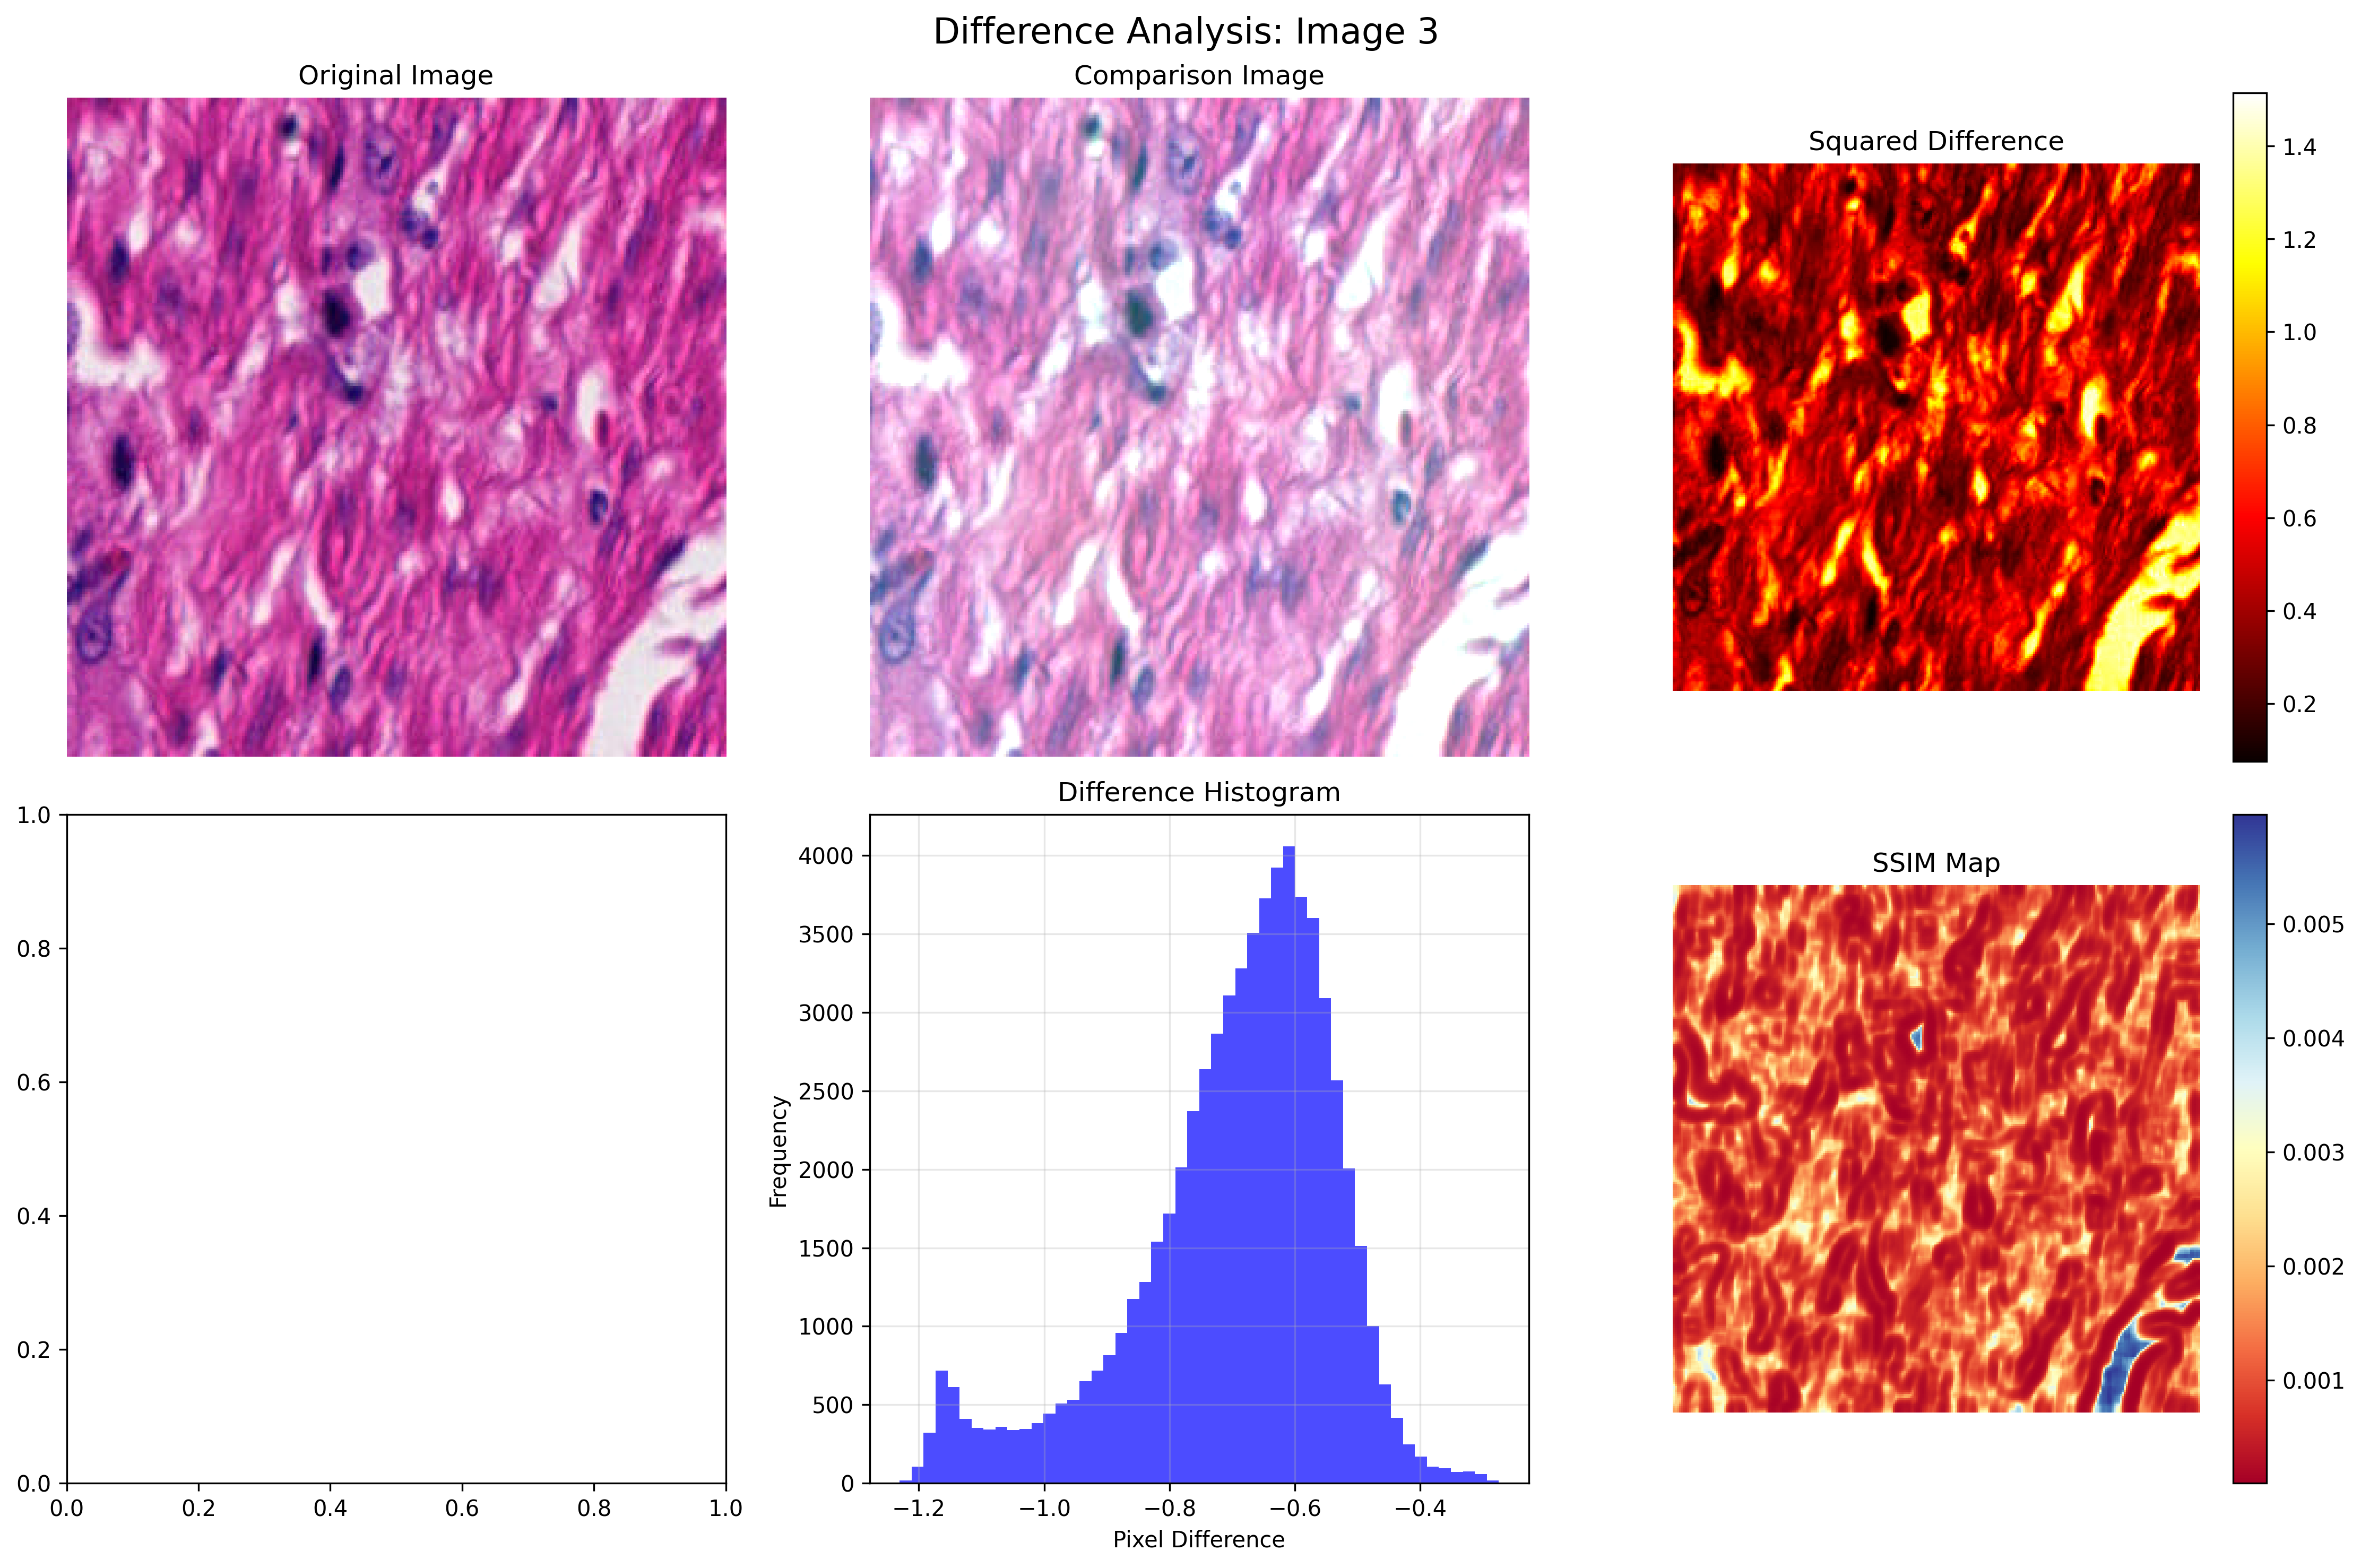 Difference Analysis: Image 3
Original Image
Comparison Image
Squared Difference
1.4
1.2
1.0
0.8
0.6
0.4
0.2
1.0
0.8
0.6
0.4
0.2
0.0
0.0 0.2 0.4 0.6 0.8 1.0
Difference Histogram
Frequency
4000
3500
3000
2500
2000
1500
1000
500
0
−1.2 −1.0 −0.8 −0.6 −0.4
Pixel Difference
SSIM Map
0.005
0.004
0.003
0.002
0.001